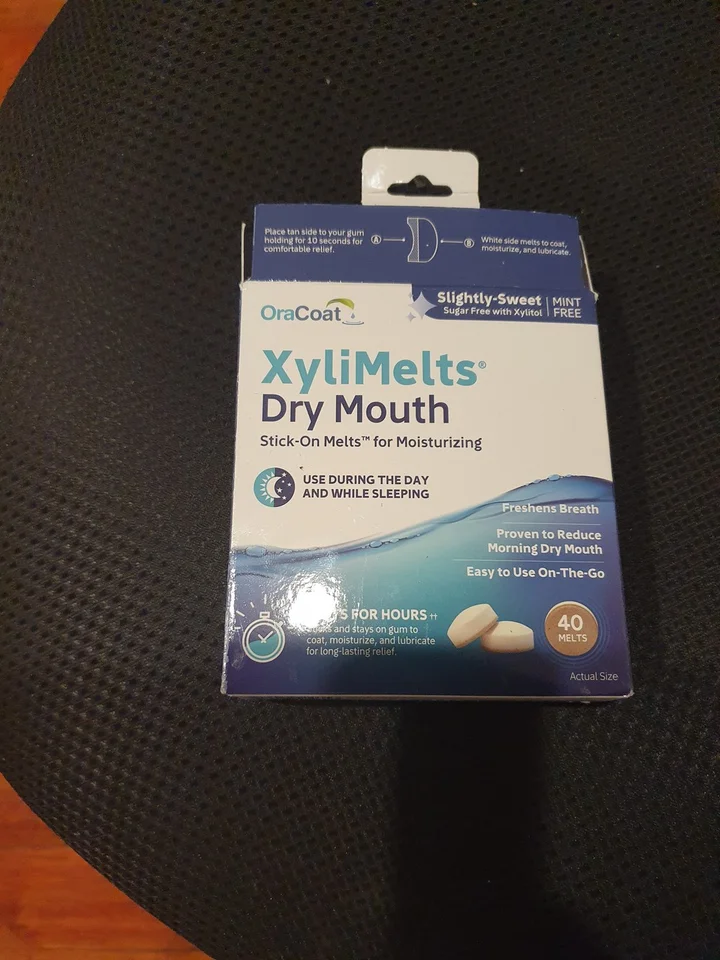 Place tan side to your gum
holding for 10 seconds for
comfortable relief.
A
B
White side melts to coat,
moisturize, and lubricate.
OraCoat
Slightly-Sweet
Sugar Free with Xylitol
MINT
FREE
XyliMelts®
Dry Mouth
Stick-On Melts™ for Moisturizing
USE DURING THE DAY
AND WHILE SLEEPING
Freshens Breath
Proven to Reduce
Morning Dry Mouth
Easy to Use On-The-Go
FOR HOURS ††
and stays on gum to
coat, moisturize, and lubricate
for long-lasting relief.
40
MELTS
Actual Size